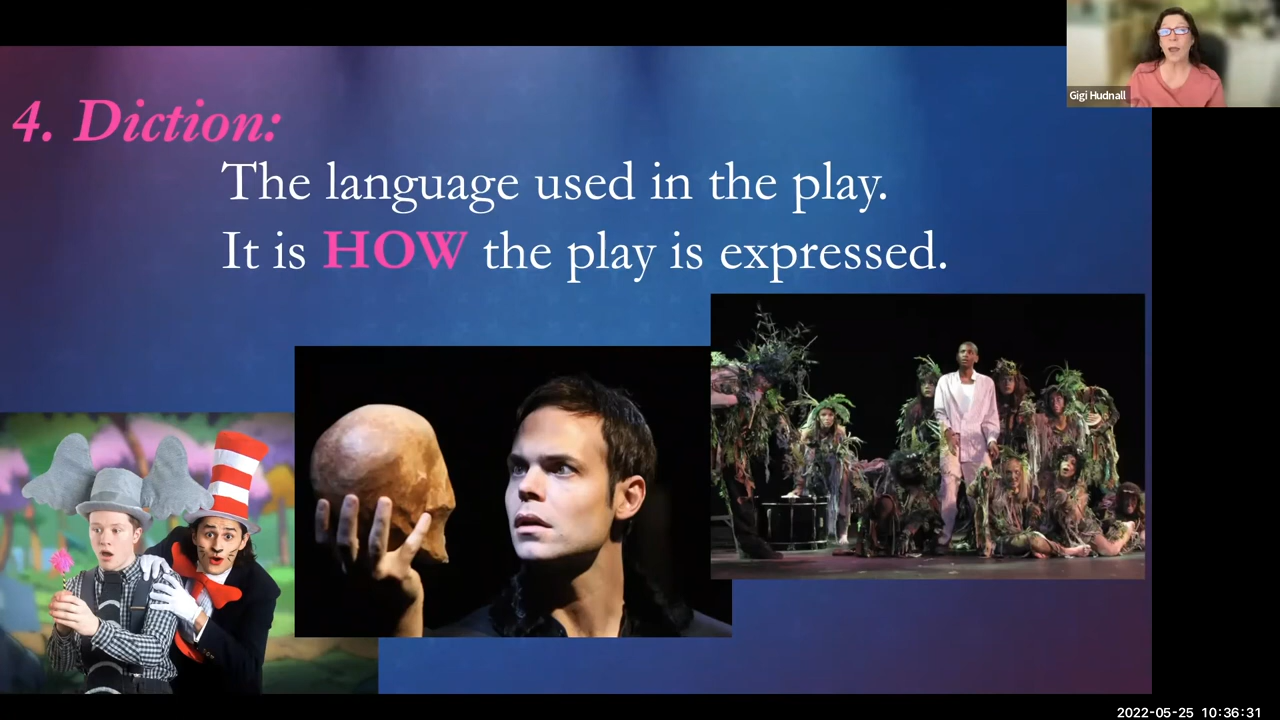 Gigi Hudnall
4. Diction:
The language used in the play.
It is HOW the play is expressed.
2022-05-25 10:36:31